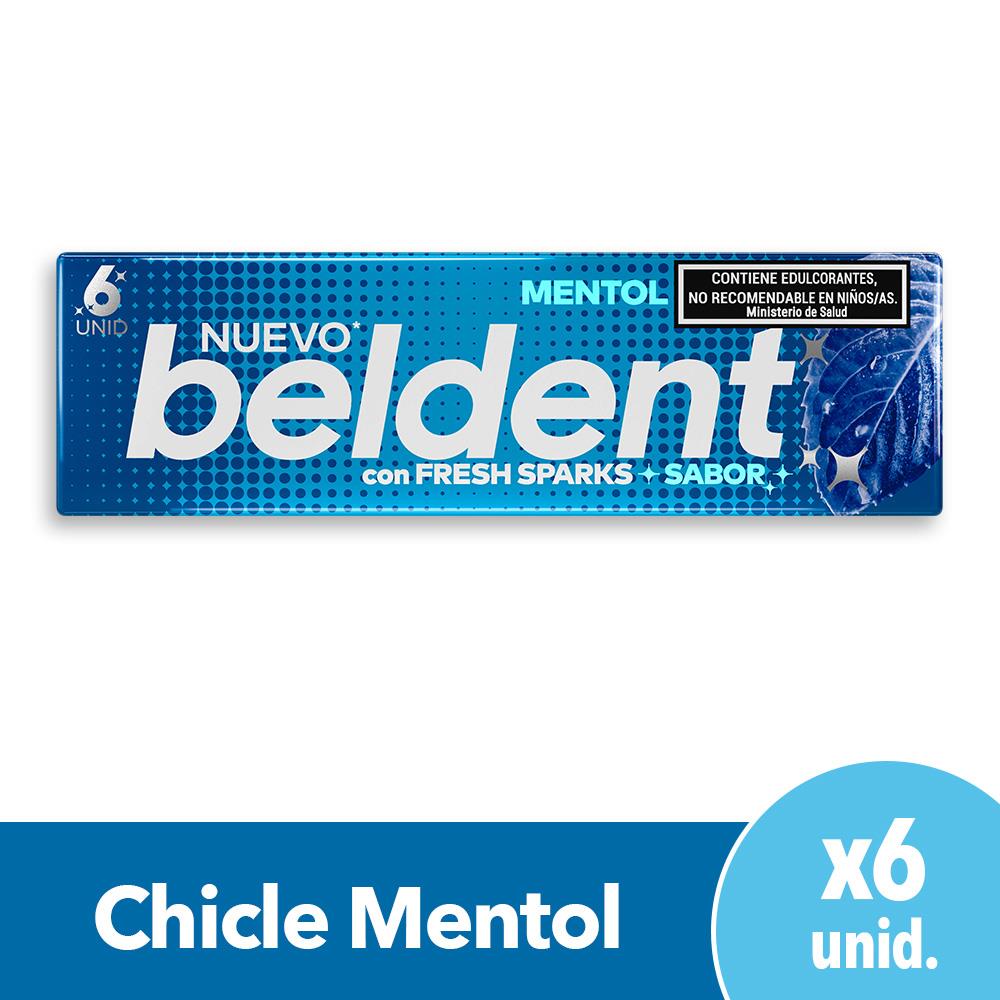 6
UNID
NUEVO*
MENTOL
CONTIENE EDULCORANTES,
NO RECOMENDABLE EN NIÑOS/AS.
Ministerio de Salud
beldent
con FRESH SPARKS SABOR
Chicle Mentol
x6
unid.